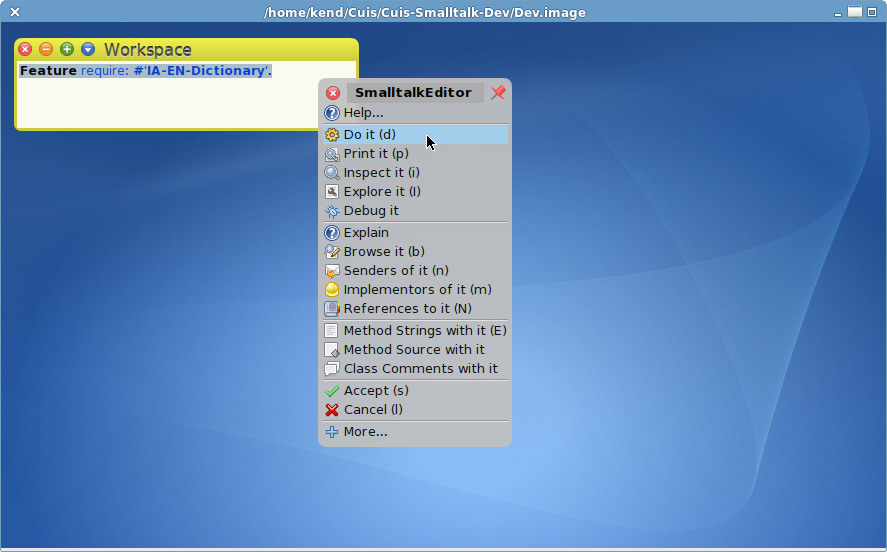 /home/kend/Cuis/Cuis-Smalltalk-Dev/Dev.image
Workspace
Feature require: #'IA-EN-Dictionary'.
SmalltalkEditor
Help...
Do it (d)
Print it (p)
Inspect it (i)
Explore it (I)
Debug it
Explain
Browse it (b)
Senders of it (n)
Implementors of it (m)
References to it (N)
Method Strings with it (E)
Method Source with it
Class Comments with it
Accept (s)
Cancel (l)
More...